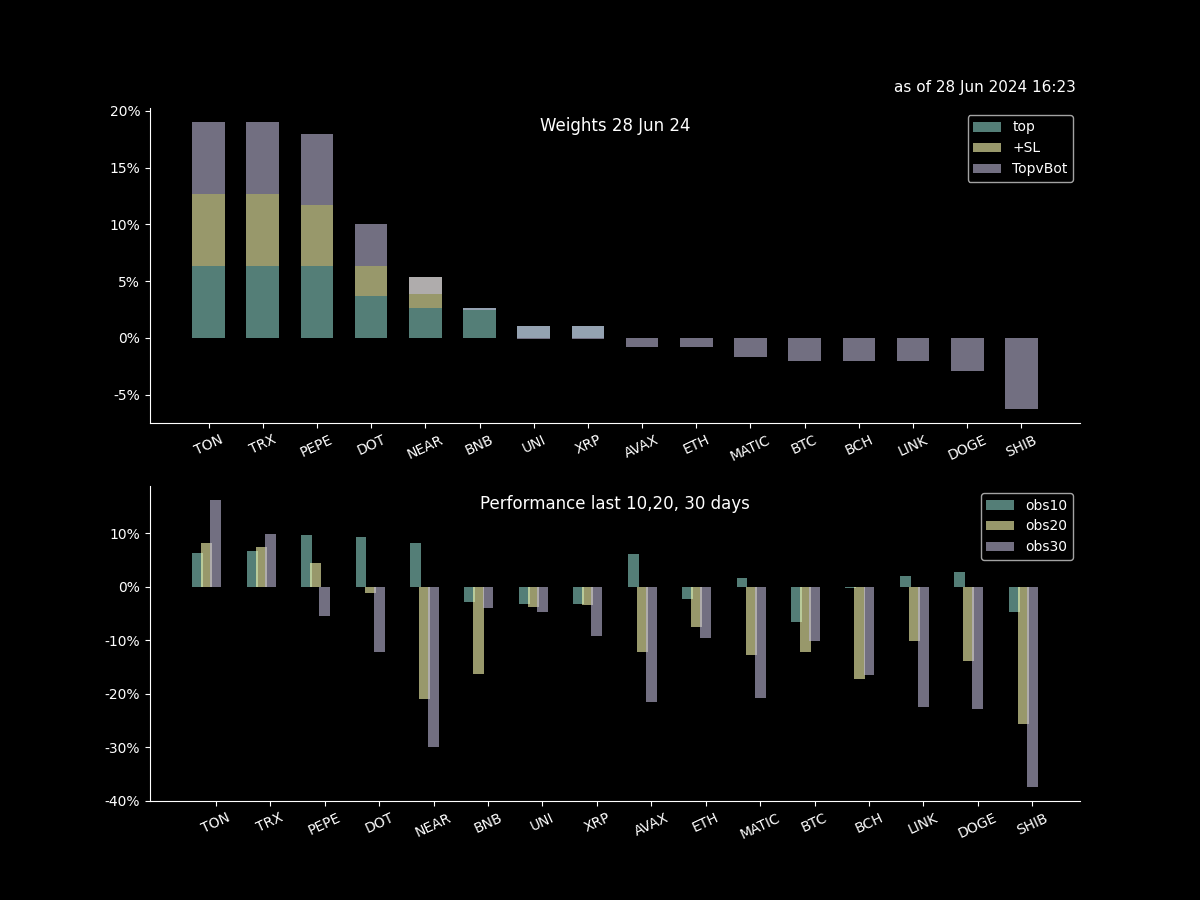 as of 28 Jun 2024 16:23
Weights 28 Jun 24
top
+SL
TopvBot
20%
15%
10%
5%
0%
-5%
TON TRX PEPE DOT NEAR BNB UNI XRP AVAX ETH MATIC BTC BCH LINK DOGE SHIB
Performance last 10,20, 30 days
obs10
obs20
obs30
10%
0%
-10%
-20%
-30%
-40%
TON TRX PEPE DOT NEAR BNB UNI XRP AVAX ETH MATIC BTC BCH LINK DOGE SHIB